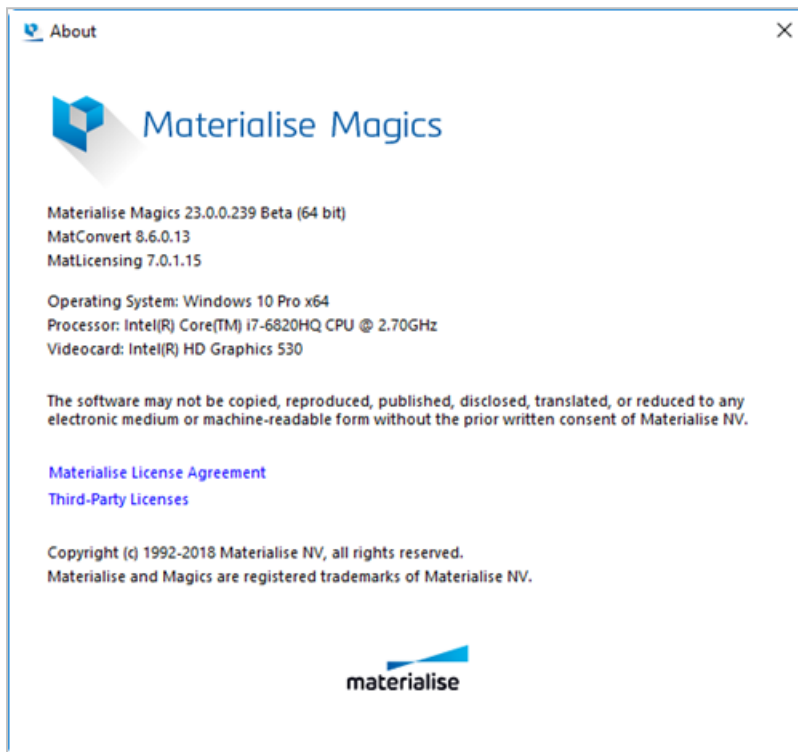 About
Materialise Magics
Materialise Magics 23.0.0.239 Beta (64 bit)
MatConvert 8.6.0.13
MatLicensing 7.0.1.15
Operating System: Windows 10 Pro x64
Processor: Intel(R) Core(TM) i7-6820HQ CPU @ 2.70GHz
Videocard: Intel(R) HD Graphics 530
The software may not be copied, reproduced, published, disclosed, translated, or reduced to any
electronic medium or machine-readable form without the prior written consent of Materialise NV.
Materialise License Agreement
Third-Party Licenses
Copyright (c) 1992-2018 Materialise NV, all rights reserved.
Materialise and Magics are registered trademarks of Materialise NV.
materialise